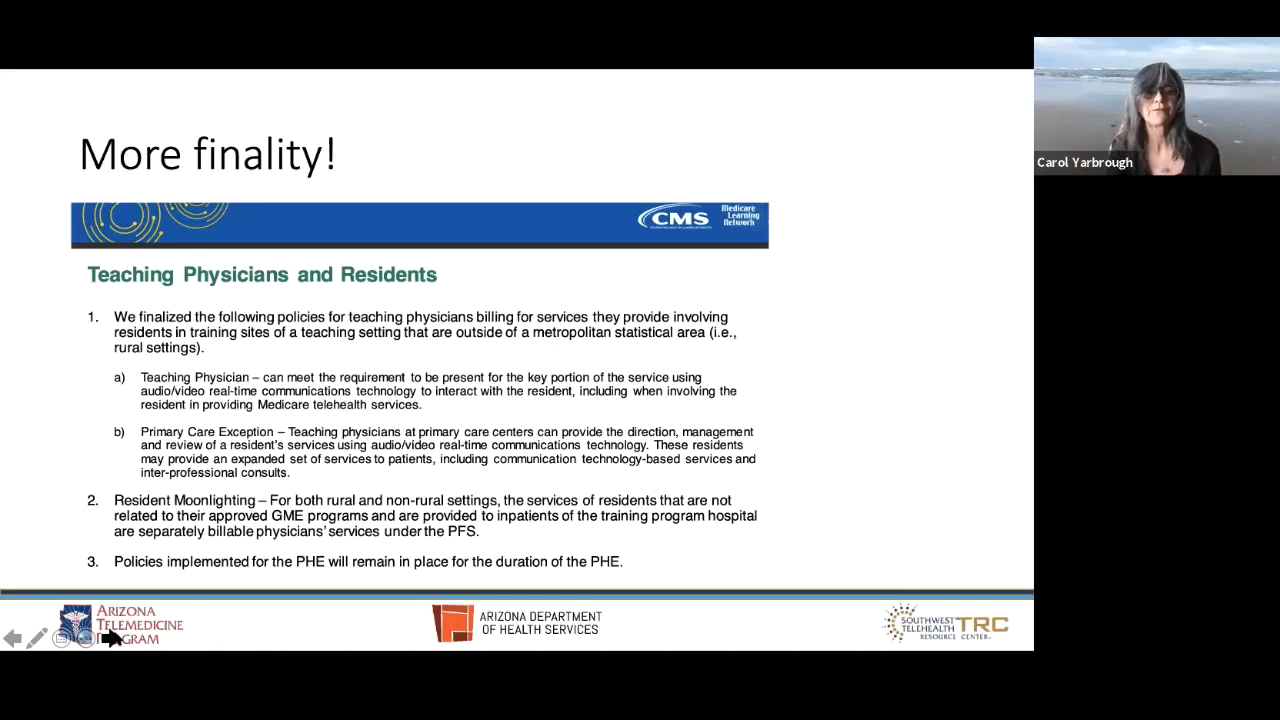 More finality!
CMS
Medicare
Learning
Network
Teaching Physicians and Residents
1. We finalized the following policies for teaching physicians billing for services they provide involving
residents in training sites of a teaching setting that are outside of a metropolitan statistical area (i.e.,
rural settings).
a) Teaching Physician – can meet the requirement to be present for the key portion of the service using
audio/video real-time communications technology to interact with the resident, including when involving the
resident in providing Medicare telehealth services.
b) Primary Care Exception – Teaching physicians at primary care centers can provide the direction, management
and review of a resident's services using audio/video real-time communications technology. These residents
may provide an expanded set of services to patients, including communication technology-based services and
inter-professional consults.
2. Resident Moonlighting – For both rural and non-rural settings, the services of residents that are not
related to their approved GME programs and are provided to inpatients of the training program hospital
are separately billable physicians' services under the PFS.
3. Policies implemented for the PHE will remain in place for the duration of the PHE.
ARIZONA
TELEMEDICINE
PROGRAM
ARIZONA DEPARTMENT
OF HEALTH SERVICES
SOUTHWEST
TELEHEALTH
RESOURCE CENTER
TRC
Carol Yarbrough